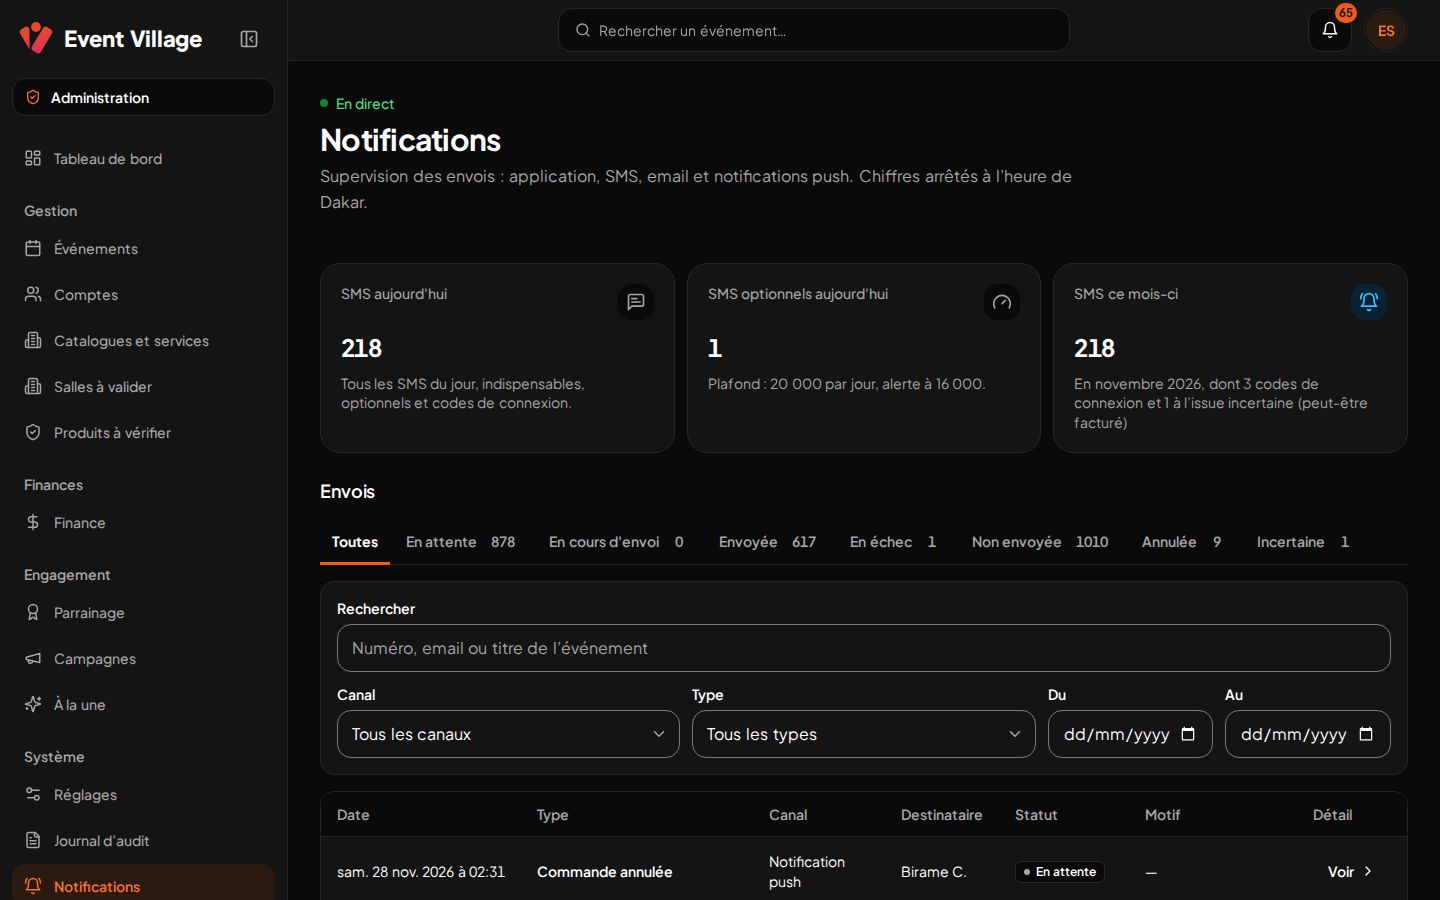 Event Village
Rechercher un événement…
65
ES
Administration
Tableau de bord
Gestion
Événements
Comptes
Catalogues et services
Salles à valider
Produits à vérifier
Finances
Finance
Engagement
Parrainage
Campagnes
À la une
Système
Réglages
Journal d’audit
Notifications
En direct
Notifications
Supervision des envois : application, SMS, email et notifications push. Chiffres arrêtés à l’heure de
Dakar.
SMS aujourd'hui
218
Tous les SMS du jour, indispensables,
optionnels et codes de connexion.
SMS optionnels aujourd'hui
1
Plafond : 20 000 par jour, alerte à 16 000.
SMS ce mois-ci
218
En novembre 2026, dont 3 codes de
connexion et 1 à l’issue incertaine (peut-être
facturé)
Envois
Toutes En attente 878 En cours d'envoi 0 Envoyée 617 En échec 1 Non envoyée 1010 Annulée 9 Incertaine 1
Rechercher
Numéro, email ou titre de l’événement
Canal Type Du Au
Tous les canaux Tous les types dd/mm/yyyy dd/mm/yyyy
Date Type Canal Destinataire Statut Motif Détail
sam. 28 nov. 2026 à 02:31 Commande annulée Notification push Birame C. En attente — Voir